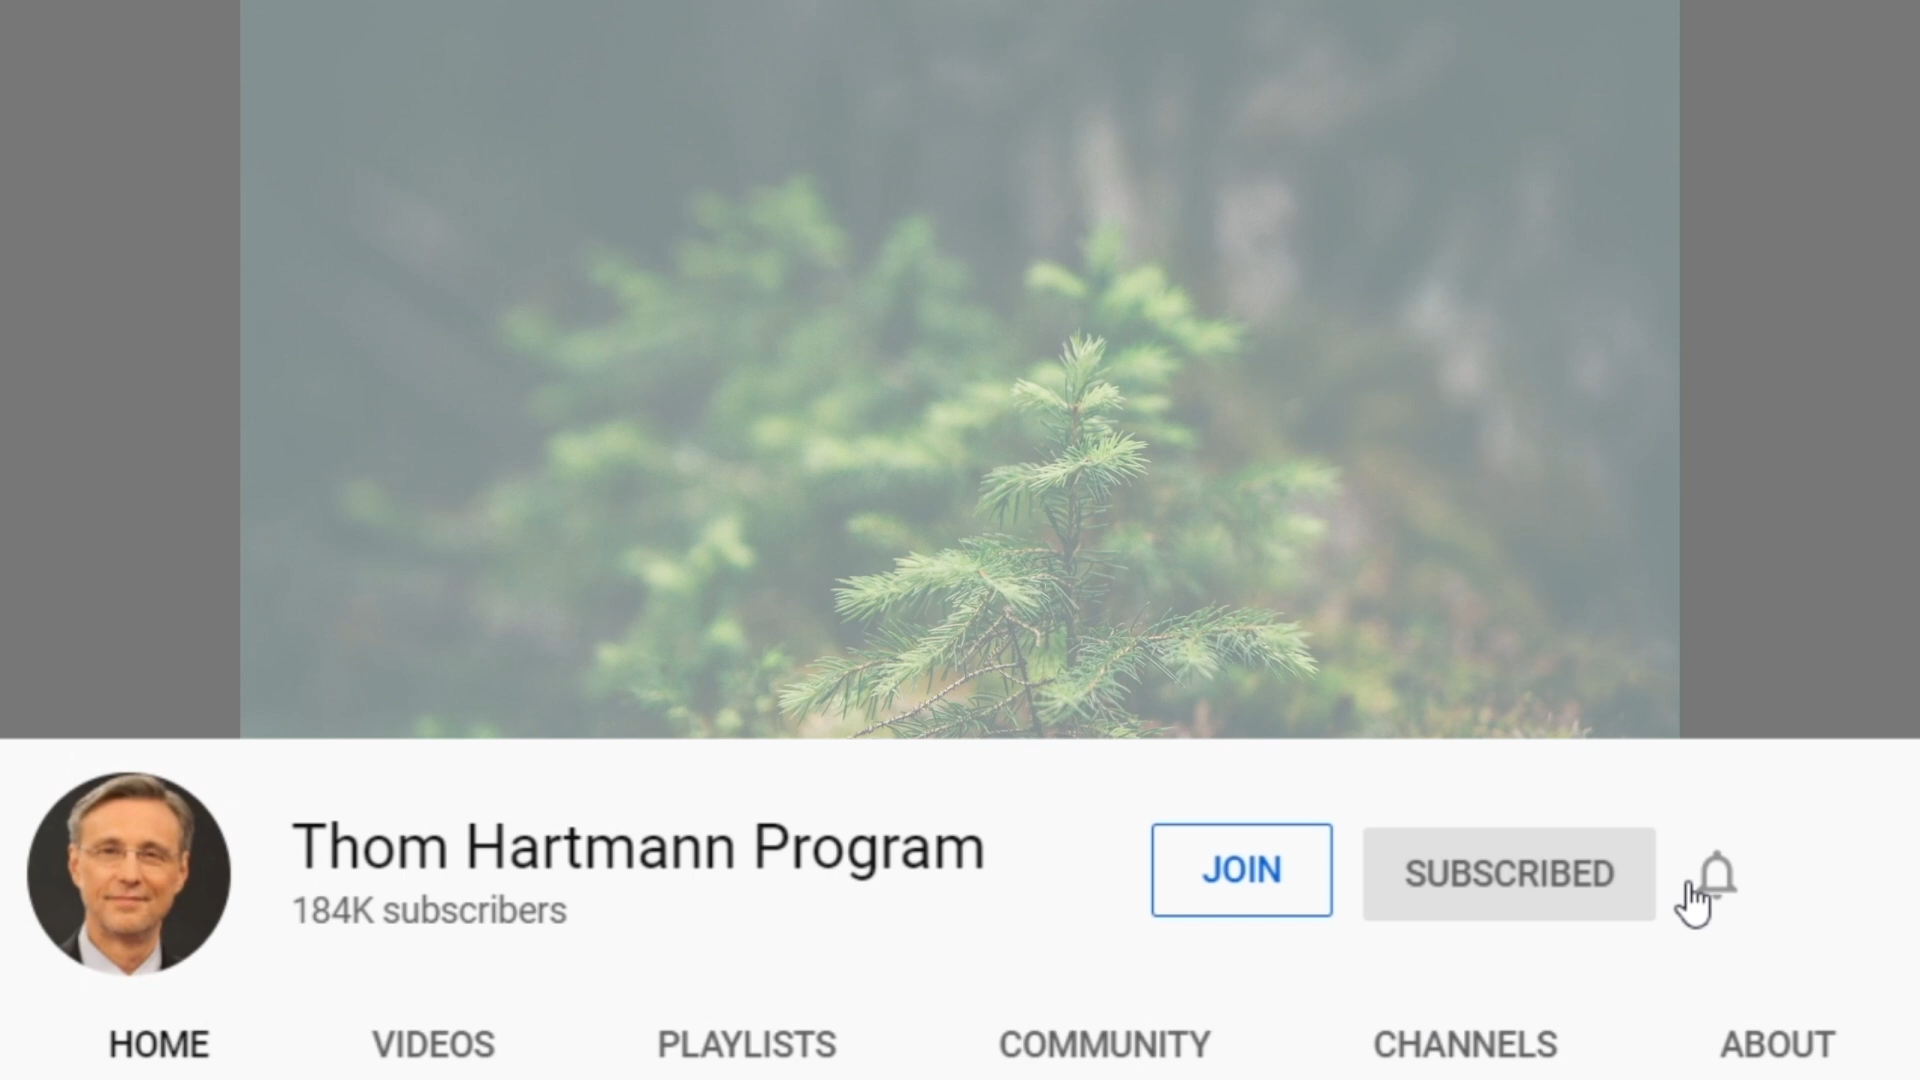 Thom Hartmann Program
184K subscribers
JOIN
SUBSCRIBED
HOME VIDEOS PLAYLISTS COMMUNITY CHANNELS ABOUT